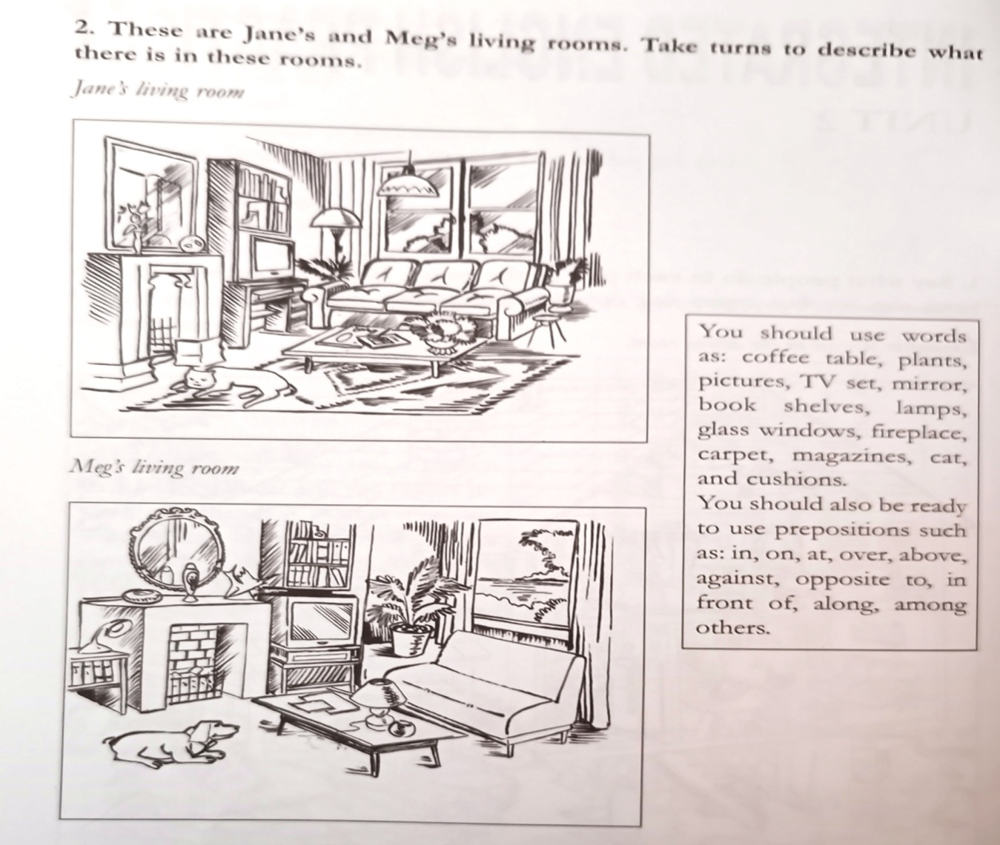 2. These are Jane's and Meg's living rooms. Take turns to describe what
there is in these rooms.
Jane's living room
You should use words
as: coffee table, plants,
pictures, TV set, mirror,
book shelves, lamps,
glass windows, fireplace,
carpet, magazines, cat,
and cushions.
You should also be ready
to use prepositions such
as: in, on, at, over, above,
against, opposite to, in
front of, along, among
others.
Meg's living room